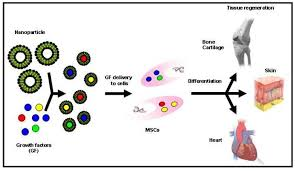 Tissue regeneration
Nanoparticle
Bone
Cartilage
GF delivery
to cells
Differentiation
Skin
Growth factors
(GF)
MSCs
Heart